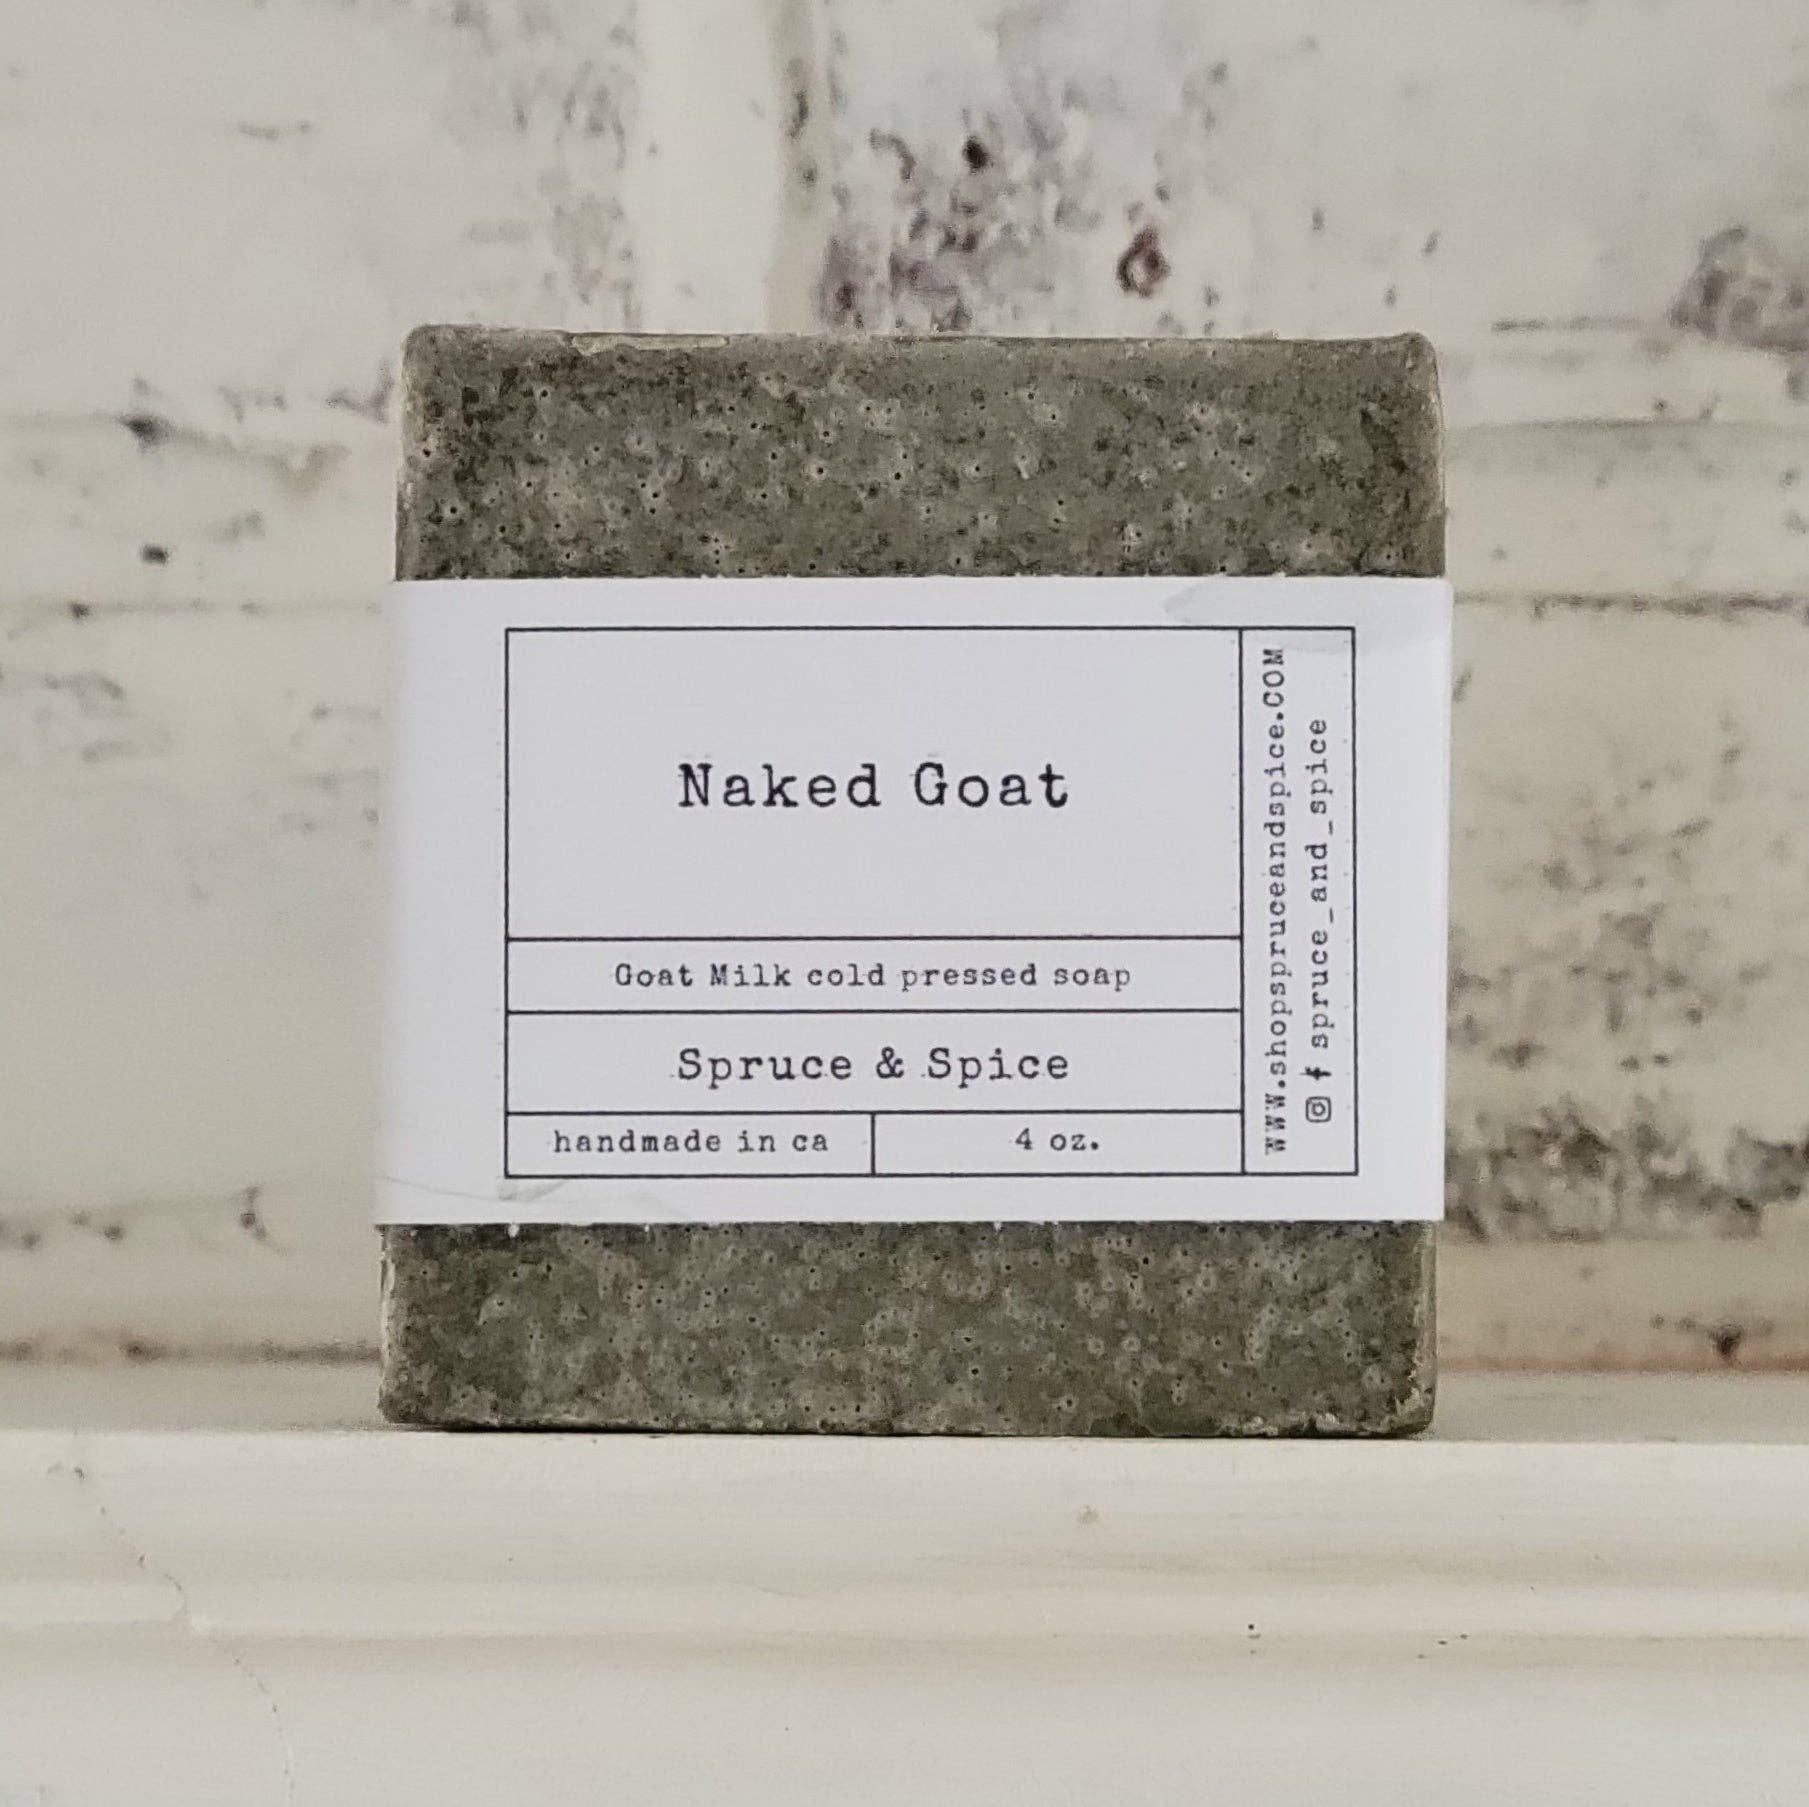 Naked Goat
Goat Milk cold pressed soap
Spruce & Spice
handmade in ca
4 oz.
www.shopspruceandspice.COM
spruce_and_spice